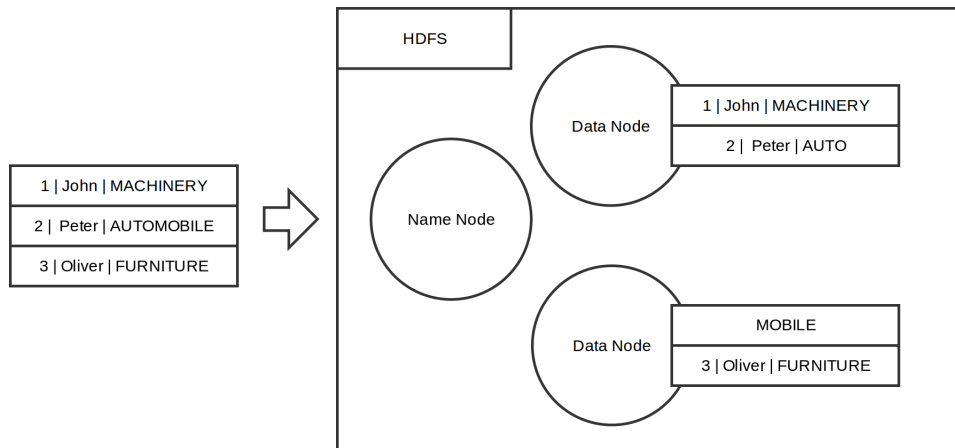 1 | John | MACHINERY
2 |  Peter | AUTOMOBILE
3 | Oliver | FURNITURE
HDFS
Name Node
Data Node
1 | John | MACHINERY
2 |  Peter | AUTO
Data Node
MOBILE
3 | Oliver | FURNITURE